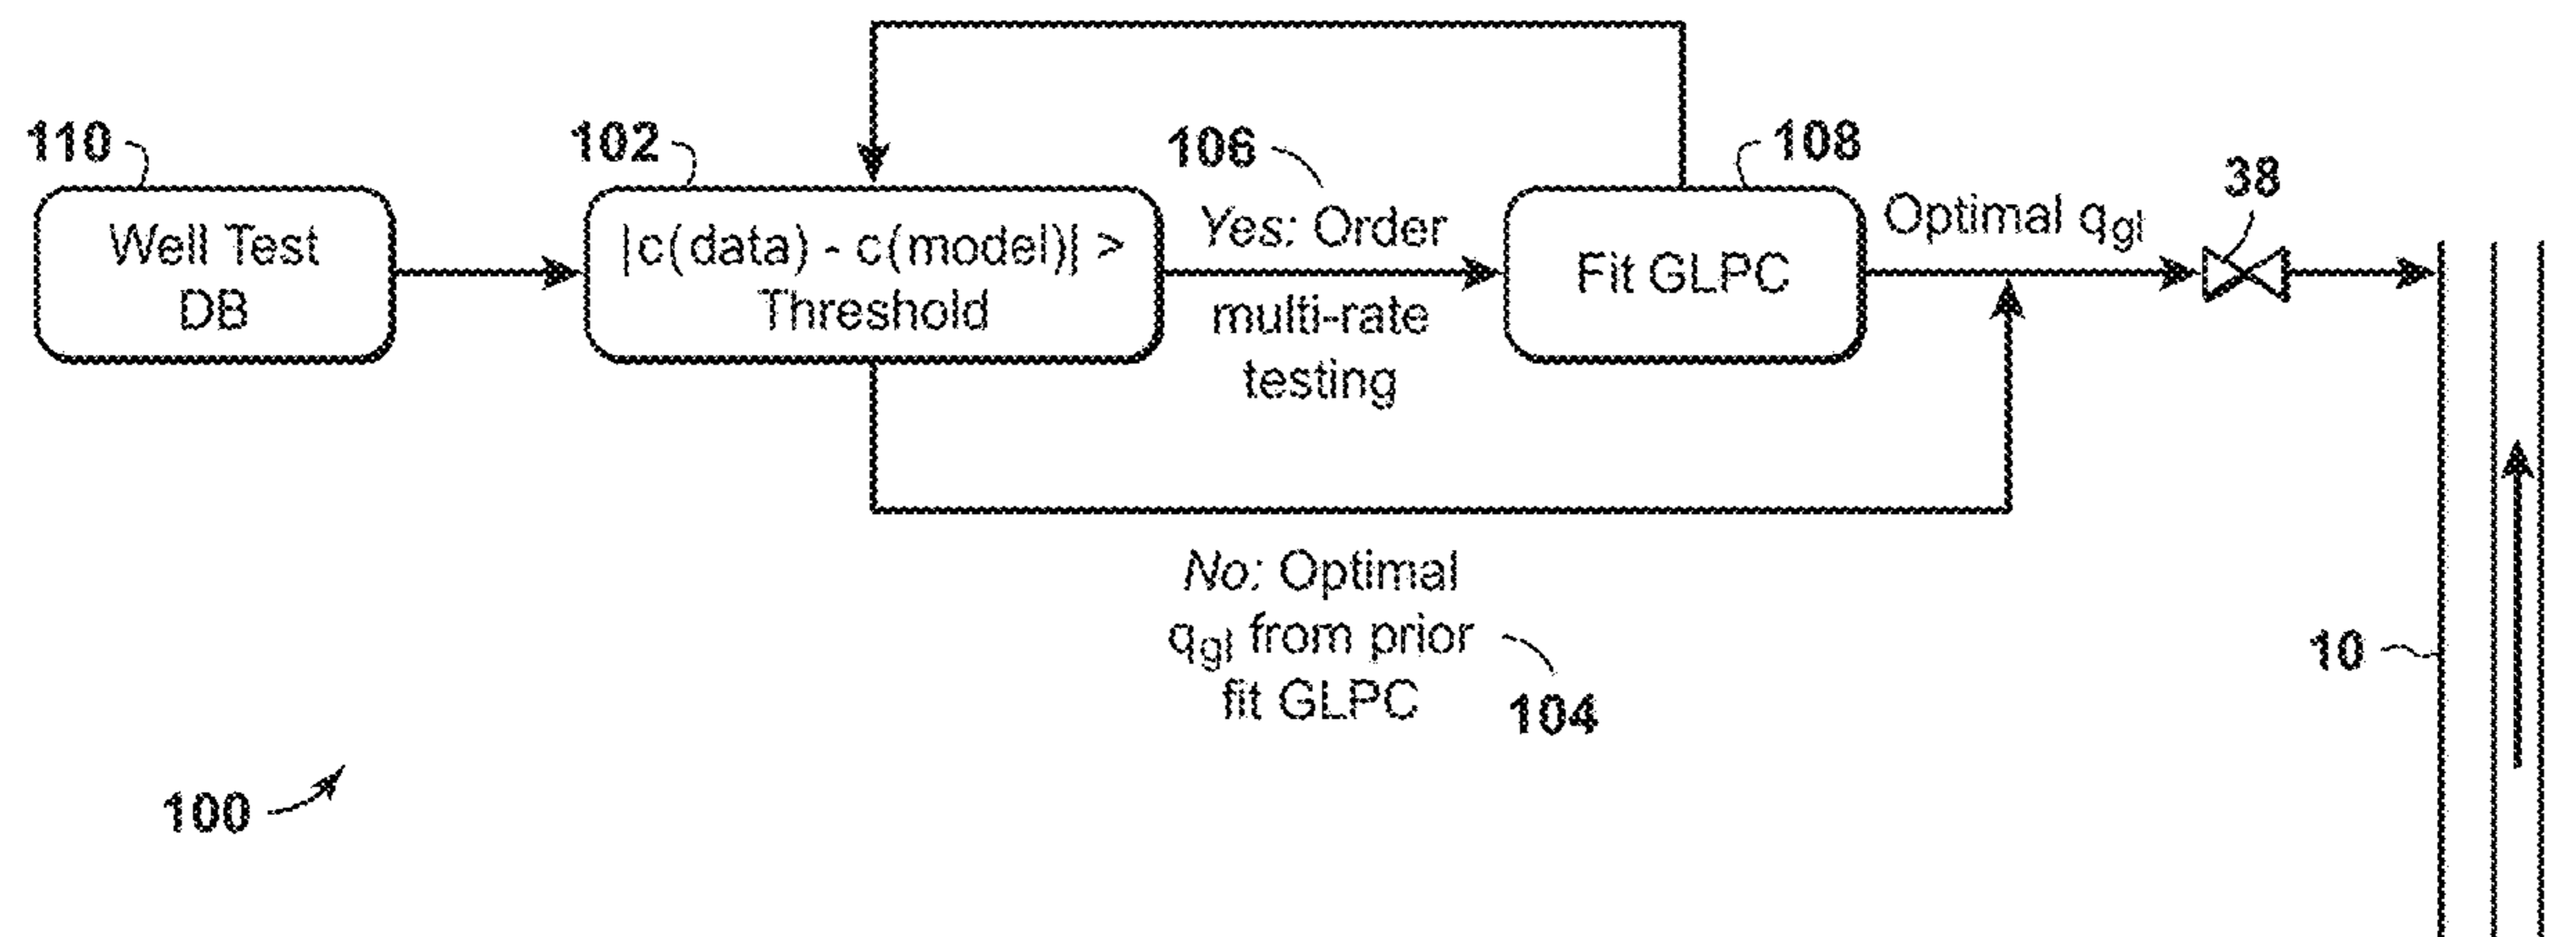 110
Well Test
DB
102
|c(data) - c(model)| >
Threshold
106
Yes: Order
multi-rate
testing
108
Fit GLPC
Optimal qgl
38
No: Optimal
qgl from prior
fit GLPC
104
10
100